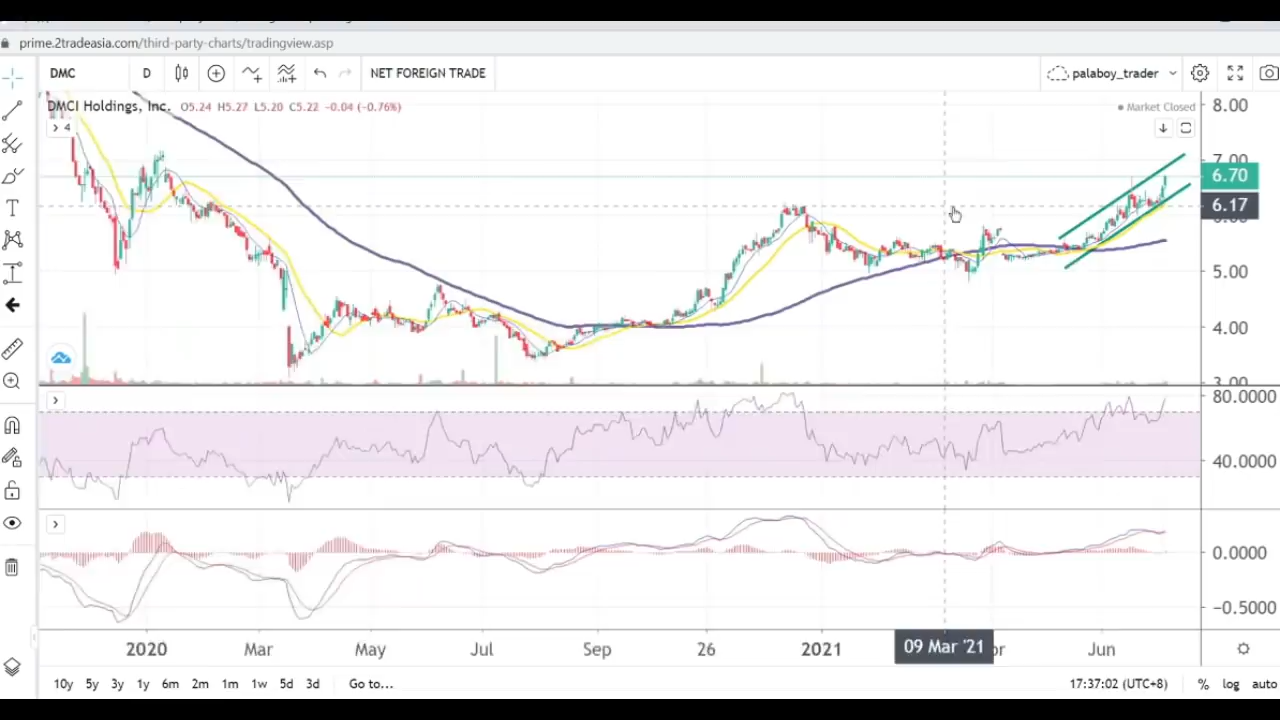 prime.2tradeasia.com/third-party-charts/tradingview.asp
DMC D NET FOREIGN TRADE palaboy_trader
DMCI Holdings, Inc. O5.24 H5.27 L5.20 C5.22 -0.04 (-0.76%)
Market Closed
4
8.00
7.00
6.70
6.17
6.00
5.00
4.00
3.00
80.0000
40.0000
0.0000
−0.5000
2020 Mar May Jul Sep 26 2021 09 Mar '21 Jun
10y 5y 3y 1y 6m 2m 1m 1w 5d 3d Go to... 17:37:02 (UTC+8) % log auto